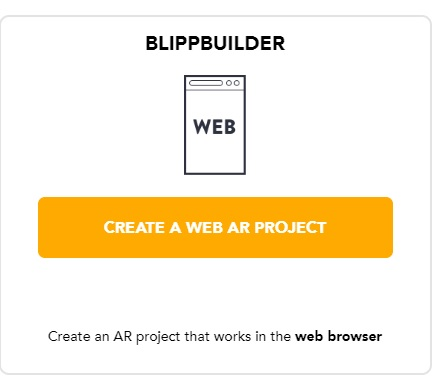 BLIPPBUILDER
WEB
CREATE A WEB AR PROJECT
Create an AR project that works in the web browser